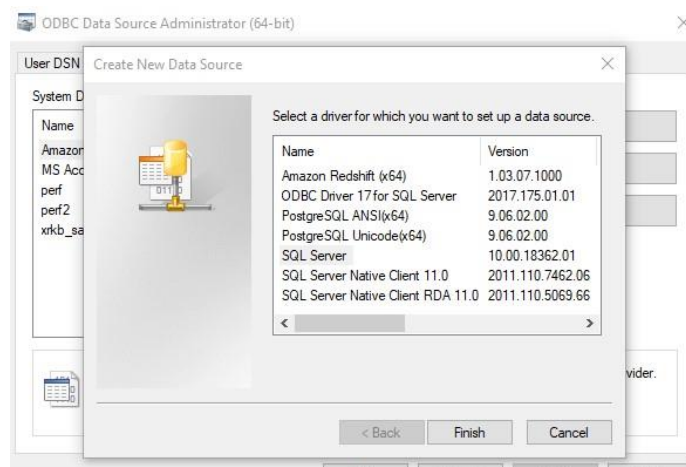 ODBC Data Source Administrator (64-bit)
User DSN
Create New Data Source
System D
Name
Amazon
MS Acc
perf
perf2
xrkb_sa
Select a driver for which you want to set up a data source.
Name Version
Amazon Redshift (x64) 1.03.07.1000
ODBC Driver 17 for SQL Server 2017.175.01.01
PostgreSQL ANSI(x64) 9.06.02.00
PostgreSQL Unicode(x64) 9.06.02.00
SQL Server 10.00.18362.01
SQL Server Native Client 11.0 2011.110.7462.06
SQL Server Native Client RDA 11.0 2011.110.5069.66
vider.
< Back Finish Cancel